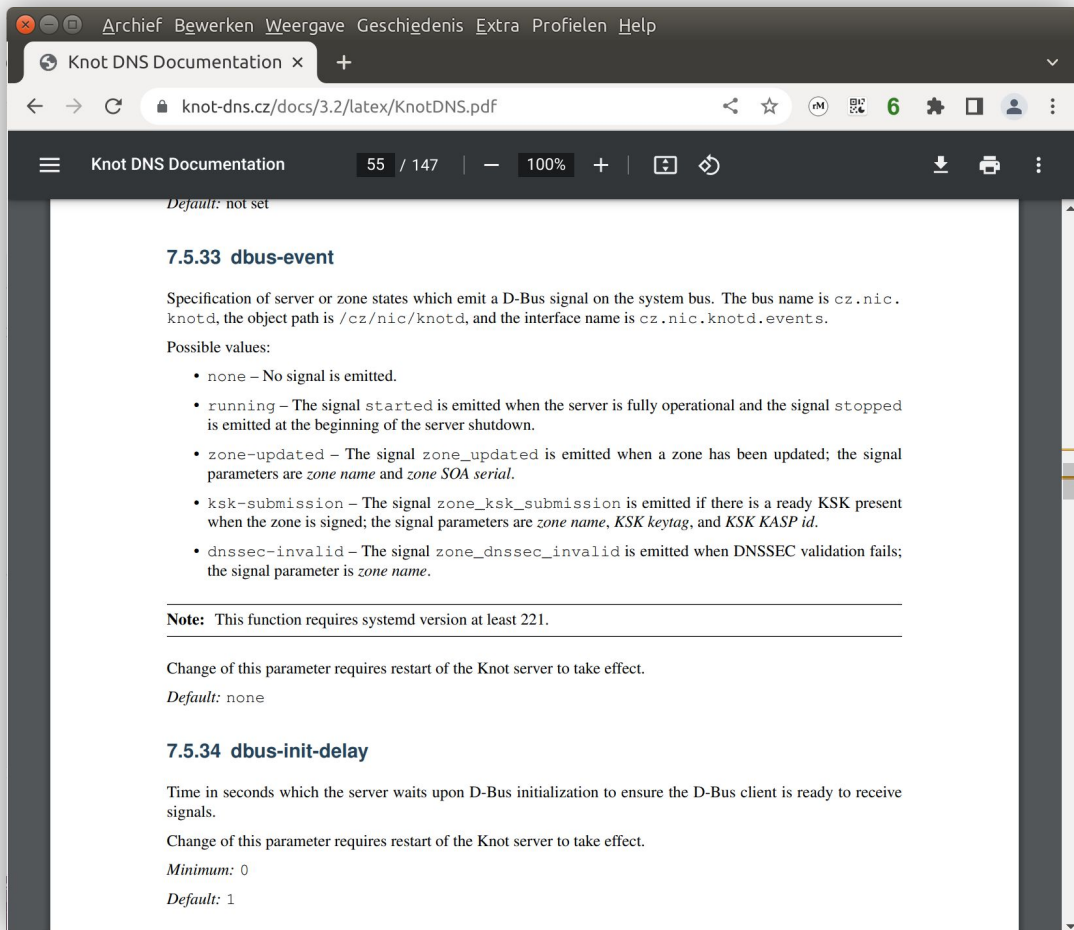 Archief Bewerken Weergave Geschiedenis Extra Profielen Help
Knot DNS Documentation
knot-dns.cz/docs/3.2/latex/KnotDNS.pdf
rM
6
Knot DNS Documentation 55 / 147 | − 100% + |
Default: not set
7.5.33 dbus-event
Specification of server or zone states which emit a D-Bus signal on the system bus. The bus name is cz.nic.
knotd, the object path is /cz/nic/knotd, and the interface name is cz.nic.knotd.events.
Possible values:
• none – No signal is emitted.
• running – The signal started is emitted when the server is fully operational and the signal stopped
is emitted at the beginning of the server shutdown.
• zone-updated – The signal zone_updated is emitted when a zone has been updated; the signal
parameters are zone name and zone SOA serial.
• ksk-submission – The signal zone_ksk_submission is emitted if there is a ready KSK present
when the zone is signed; the signal parameters are zone name, KSK keytag, and KSK KASP id.
• dnssec-invalid – The signal zone_dnssec_invalid is emitted when DNSSEC validation fails;
the signal parameter is zone name.
Note: This function requires systemd version at least 221.
Change of this parameter requires restart of the Knot server to take effect.
Default: none
7.5.34 dbus-init-delay
Time in seconds which the server waits upon D-Bus initialization to ensure the D-Bus client is ready to receive
signals.
Change of this parameter requires restart of the Knot server to take effect.
Minimum: 0
Default: 1